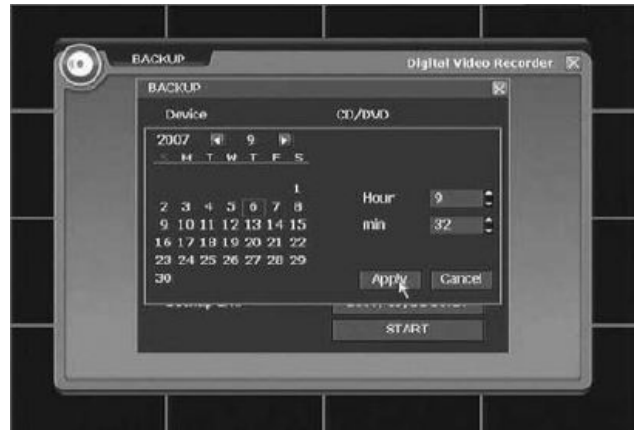 BACKUP
Digital Video Recorder
BACKUP
Device CD/DVD
2007 9
S M T W T F S
1
2 3 4 5 6 7 8
9 10 11 12 13 14 15
16 17 18 19 20 21 22
23 24 25 26 27 28 29
30
Hour 9
min 32
Apply Cancel
START